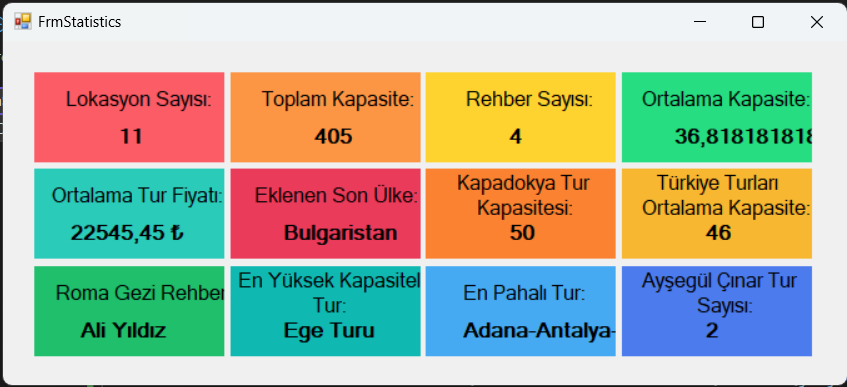 FrmStatistics
Lokasyon Sayısı:
11
Toplam Kapasite:
405
Rehber Sayısı:
4
Ortalama Kapasite:
36,818181818
Ortalama Tur Fiyatı:
22545,45 ₺
Eklenen Son Ülke:
Bulgaristan
Kapadokya Tur
Kapasitesi:
50
Türkiye Turları
Ortalama Kapasite:
46
Roma Gezi Rehber
Ali Yıldız
En Yüksek Kapasitel
Tur:
Ege Turu
En Pahalı Tur:
Adana-Antalya-
Ayşegül Çınar Tur
Sayısı:
2